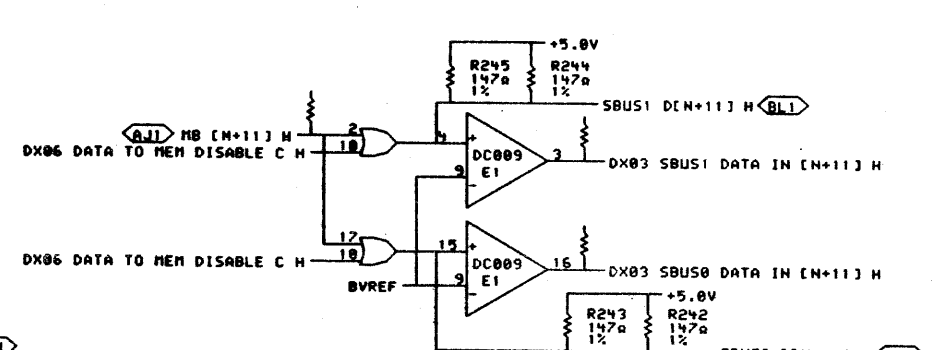 +5.0V
R245 R244
147Ω 147Ω
1% 1%
SBUS1 D[N+11] H BL1
AJ1 MB [N+11] H 2
DX06 DATA TO MEM DISABLE C H 18
4 +
DC009 3 DX03 SBUS1 DATA IN [N+11] H
9 E1
-
17
DX06 DATA TO MEM DISABLE C H 18
15 +
DC009 16 DX03 SBUS0 DATA IN [N+11] H
BVREF 9 E1
-
+5.0V
R243 R242
147Ω 147Ω
1% 1%